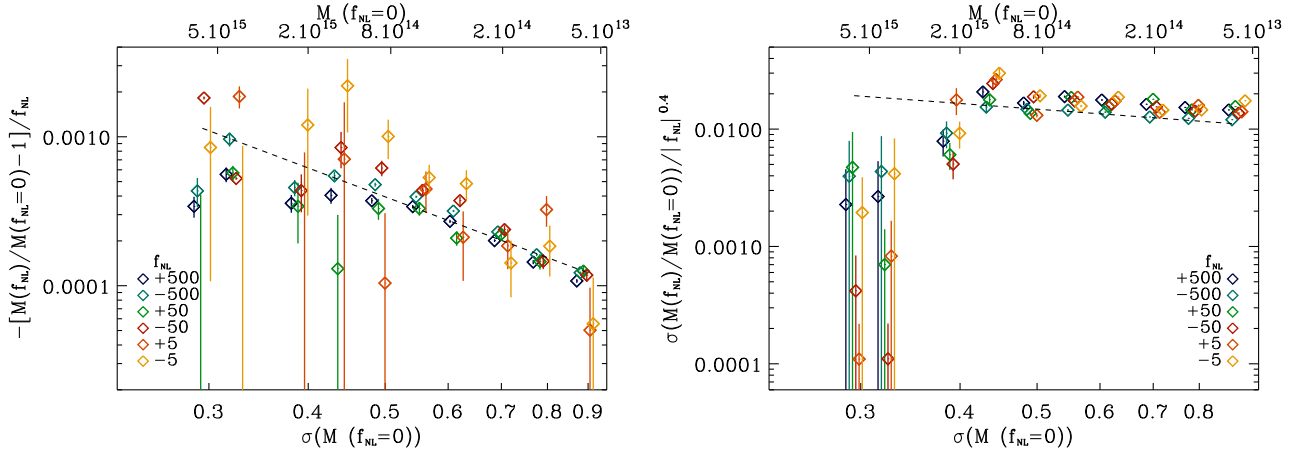 M (f_NL=0)
5.10^15 2.10^15 8.10^14 2.10^14 5.10^13
-[M(f_NL)/M(f_NL=0)-1]/f_NL
0.0010
0.0001
f_NL
+500
-500
+50
-50
+5
-5
0.3 0.4 0.5 0.6 0.7 0.8 0.9
σ(M (f_NL=0))
M (f_NL=0)
5.10^15 2.10^15 8.10^14 2.10^14 5.10^13
σ(M(f_NL)/M(f_NL=0))/|f_NL|^0.4
0.0100
0.0010
0.0001
f_NL
+500
-500
+50
-50
+5
-5
0.3 0.4 0.5 0.6 0.7 0.8
σ(M (f_NL=0))